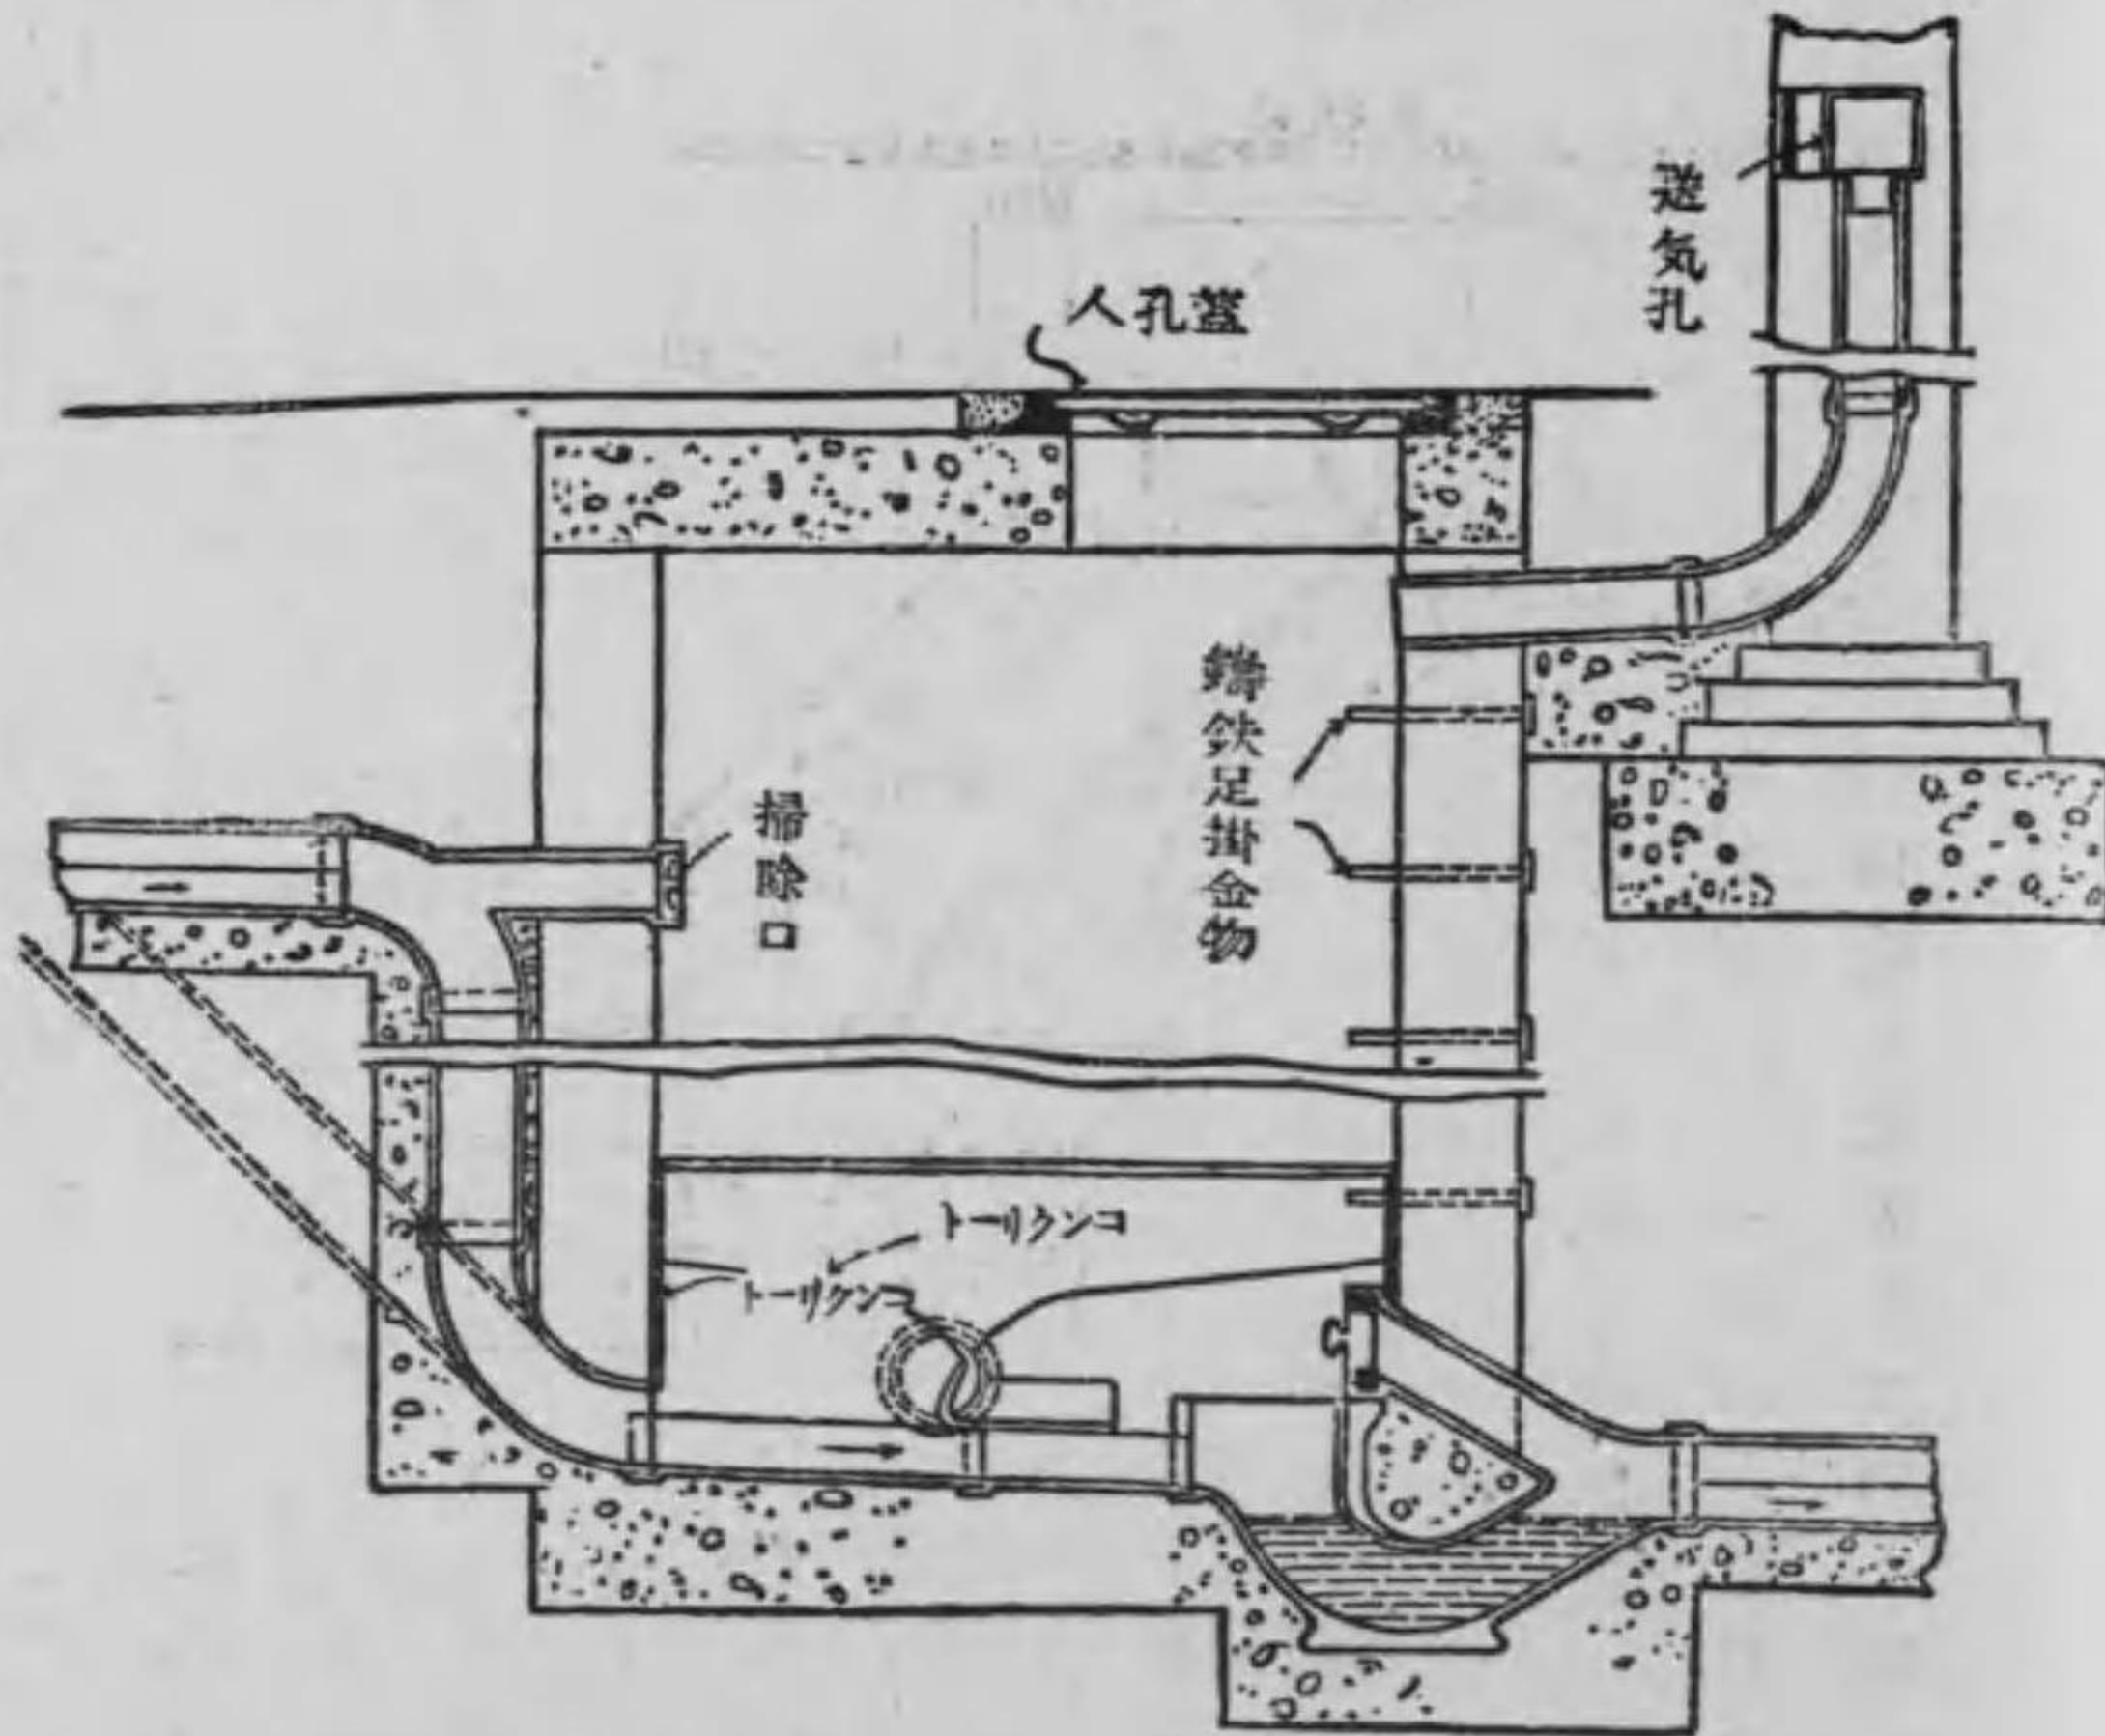 送気孔
人孔蓋
鋳鉄足掛金物
掃除口
トーリクンコ
トーリクンコ